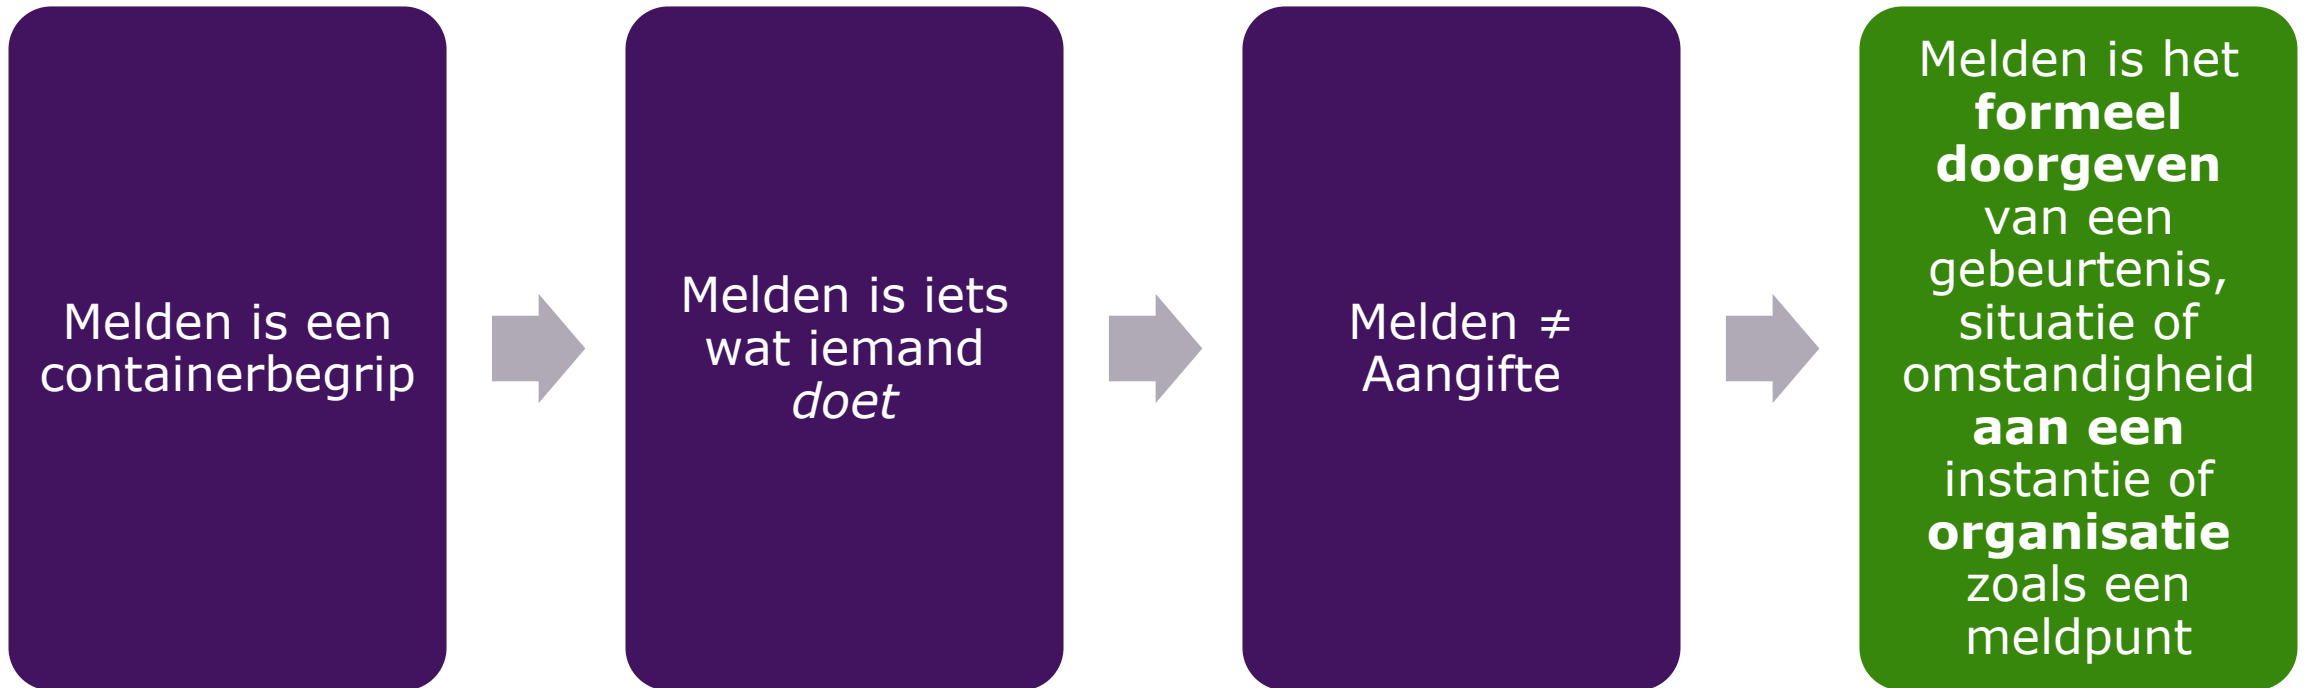 Melden is een
containerbegrip
Melden is iets
wat iemand
doet
Melden ≠
Aangifte
Melden is het
formeel
doorgeven
van een
gebeurtenis,
situatie of
omstandigheid
aan een
instantie of
organisatie
zoals een
meldpunt